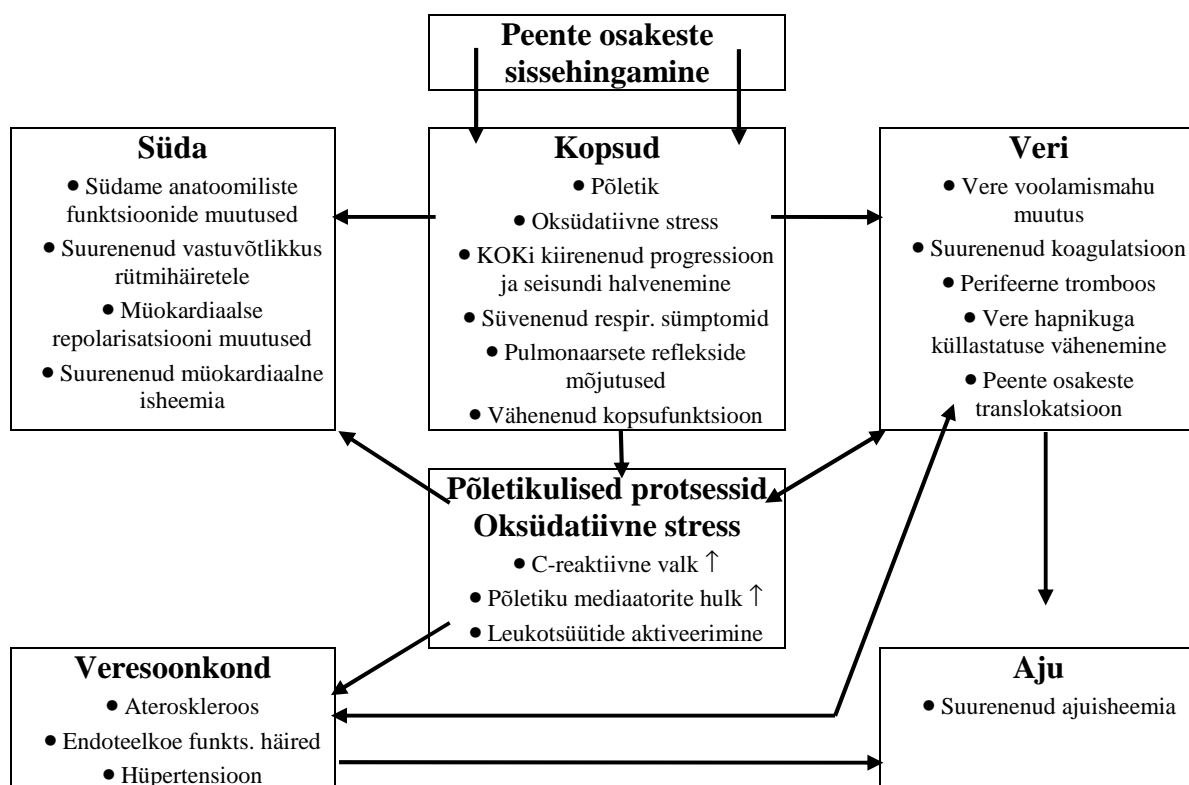 Peente osakeste
sissehingamine
Süda
● Südame anatoomiliste
funktsioonide muutused
● Suurenenud vastuvõtlikkus
rütmihäiretele
● Müokardiaalse
repolarisatsiooni muutused
● Suurenenud müokardiaalne
isheemia
Kopsud
● Põletik
● Oksüdatiivne stress
● KOKi kiirenenud progressioon
ja seisundi halvenemine
● Süvenenud respir. sümptomid
● Pulmonaarsete reflekside
mõjutused
● Vähenenud kopsufunktsioon
Veri
● Vere voolamismahu
muutus
● Suurenenud koagulatsioon
● Perifeerne tromboos
● Vere hapnikuga
küllastatuse vähenemine
● Peente osakeste
translokatsioon
Põletikulised protsessid
Oksüdatiivne stress
● C-reaktiivne valk ↑
● Põletiku mediaatorite hulk ↑
● Leukotsüütide aktiveerimine
Veresoonkond
● Ateroskleroos
● Endoteelkoe funkts. häired
● Hüpertensioon
Aju
● Suurenenud ajuisheemia